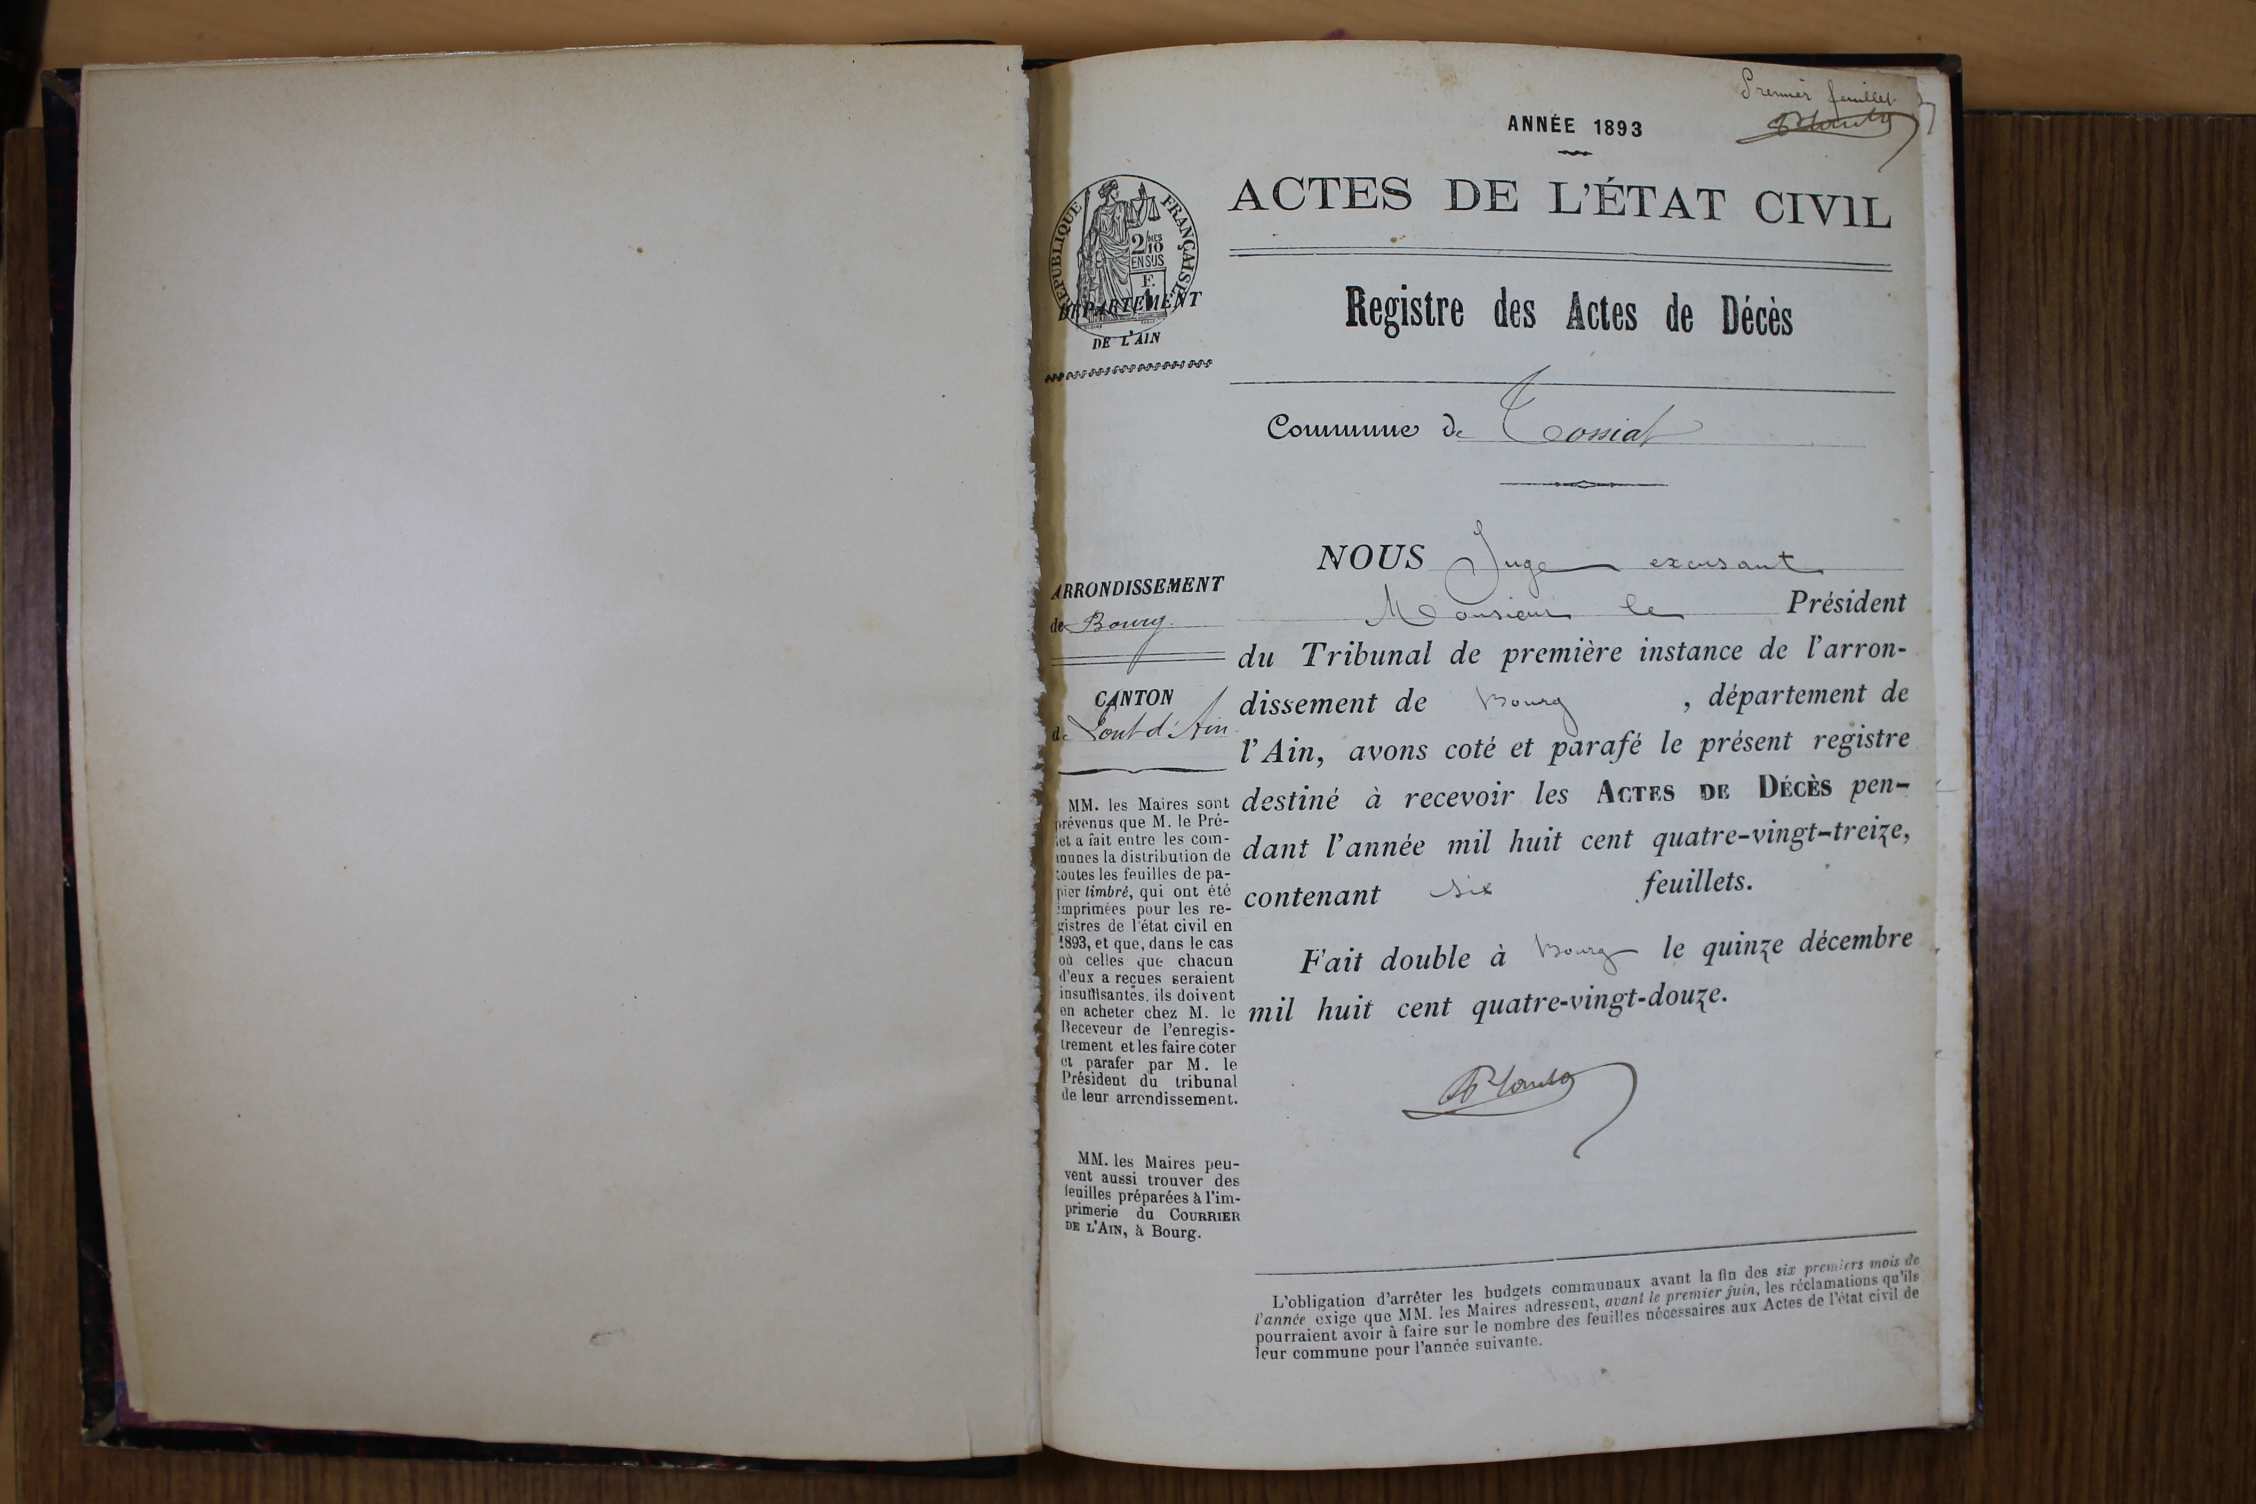 Premier feuillet
ANNÉE 1893
ACTES DE L'ÉTAT CIVIL
RÉPUBLIQUE FRANÇAISE
2/10
EN SUS
DÉPARTEMENT
DE L'AIN
Registre des Actes de Décès
Commune de Tossiat
NOUS Juge excusant
Monsieur le Président
du Tribunal de première instance de l'arron-
dissement de Bourg, département de
l'Ain, avons coté et parafé le présent registre
destiné à recevoir les ACTES DE DÉCÈS pen-
dant l'année mil huit cent quatre-vingt-treize,
contenant six feuillets.
Fait double à Bourg le quinze décembre
mil huit cent quatre-vingt-douze.
ARRONDISSEMENT
de Bourg.
CANTON
de Pont d'Ain
MM. les Maires sont
prévenus que M. le Pré-
fet a fait entre les com-
munes la distribution de
toutes les feuilles de pa-
pier timbré, qui ont été
imprimées pour les re-
gistres de l'état civil en
1893, et que, dans le cas
où celles que chacun
d'eux a reçues seraient
insuffisantes, ils doivent
en acheter chez M. le
Receveur de l'enregis-
trement et les faire coter
et parafer par M. le
Président du tribunal
de leur arrondissement.
MM. les Maires peu-
vent aussi trouver des
feuilles préparées à l'im-
primerie du COURRIER
DE L'AIN, à Bourg.
L'obligation d'arrêter les budgets communaux avant la fin des six premiers mois de
l'année exige que MM. les Maires adressent, avant le premier juin, les réclamations qu'ils
pourraient avoir à faire sur le nombre des feuilles nécessaires aux Actes de l'état civil de
leur commune pour l'année suivante.